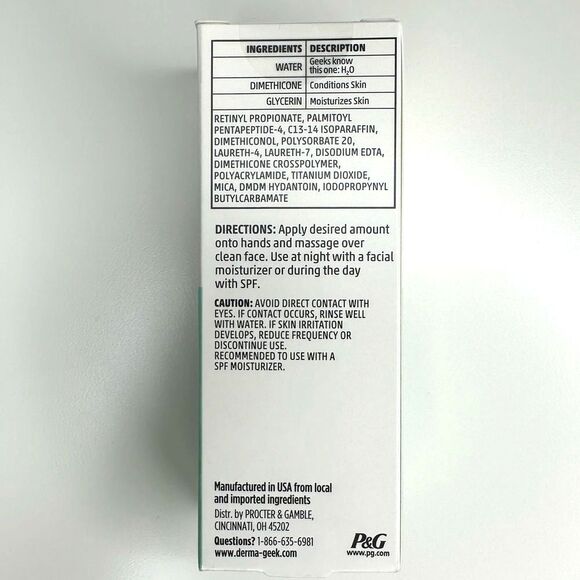 INGREDIENTS DESCRIPTION
WATER Geeks know
this one: H₂O
DIMETHICONE Conditions Skin
GLYCERIN Moisturizes Skin
RETINYL PROPIONATE, PALMITOYL
PENTAPEPTIDE-4, C13-14 ISOPARAFFIN,
DIMETHICONOL, POLYSORBATE 20,
LAURETH-4, LAURETH-7, DISODIUM EDTA,
DIMETHICONE CROSSPOLYMER,
POLYACRYLAMIDE, TITANIUM DIOXIDE,
MICA, DMDM HYDANTOIN, IODOPROPYNYL
BUTYLCARBAMATE
DIRECTIONS: Apply desired amount
onto hands and massage over
clean face. Use at night with a facial
moisturizer or during the day
with SPF.
CAUTION: AVOID DIRECT CONTACT WITH
EYES. IF CONTACT OCCURS, RINSE WELL
WITH WATER. IF SKIN IRRITATION
DEVELOPS, REDUCE FREQUENCY OR
DISCONTINUE USE.
RECOMMENDED TO USE WITH A
SPF MOISTURIZER.
Manufactured in USA from local
and imported ingredients
Distr. by PROCTER & GAMBLE,
CINCINNATI, OH 45202
Questions? 1-866-635-6981
www.derma-geek.com
P&G
www.pg.com